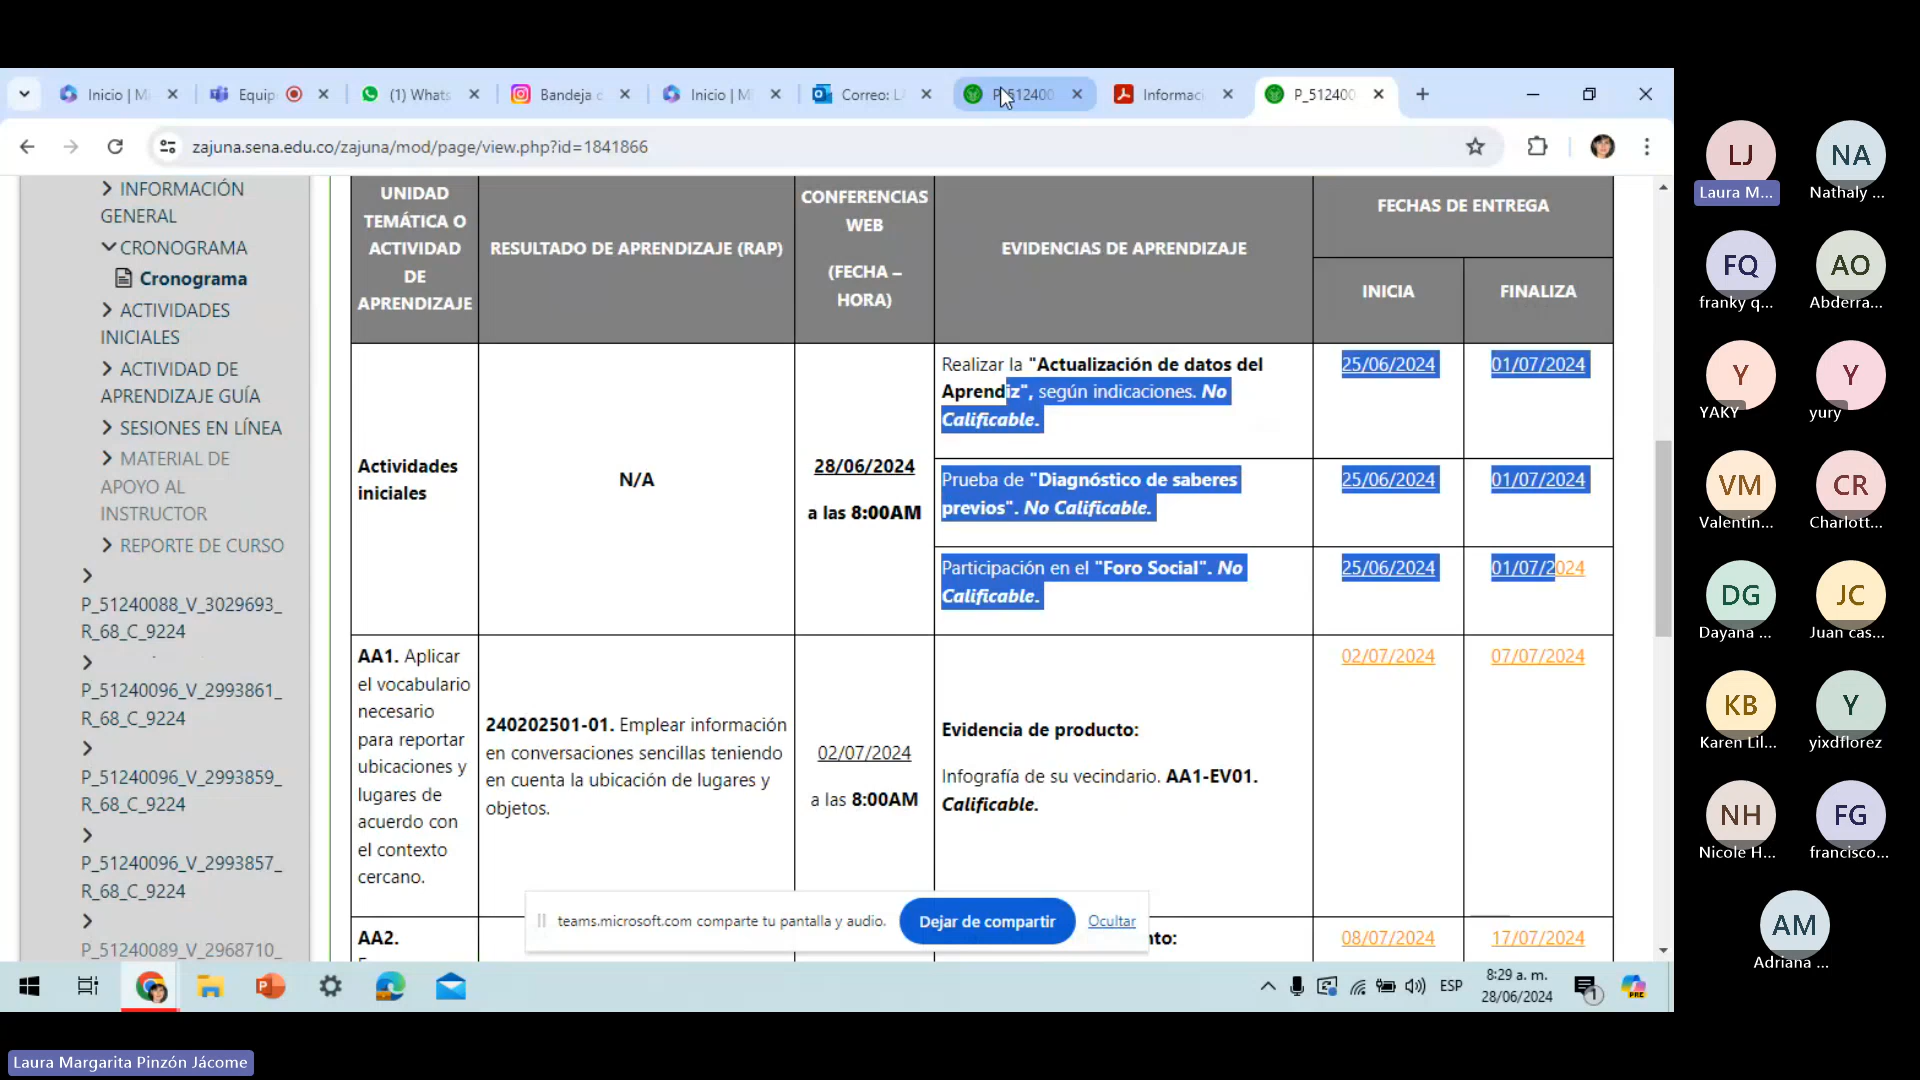 Inicio | Mi
Equip
(1) Whats
Bandeja d
Inicio | M
Correo: L
P_512400
Informaci
P_512400
zajuna.sena.edu.co/zajuna/mod/page/view.php?id=1841866
INFORMACIÓN
GENERAL
CRONOGRAMA
Cronograma
ACTIVIDADES
INICIALES
ACTIVIDAD DE
APRENDIZAJE GUÍA
SESIONES EN LÍNEA
MATERIAL DE
APOYO AL
INSTRUCTOR
REPORTE DE CURSO
P_51240088_V_3029693_
R_68_C_9224
P_51240096_V_2993861_
R_68_C_9224
P_51240096_V_2993859_
R_68_C_9224
P_51240096_V_2993857_
R_68_C_9224
P_51240089_V_2968710_
UNIDAD
TEMÁTICA O
ACTIVIDAD
DE
APRENDIZAJE
RESULTADO DE APRENDIZAJE (RAP)
CONFERENCIAS
WEB
(FECHA –
HORA)
EVIDENCIAS DE APRENDIZAJE
FECHAS DE ENTREGA
INICIA
FINALIZA
Actividades
iniciales
N/A
28/06/2024
a las 8:00AM
Realizar la "Actualización de datos del
Aprendiz", según indicaciones. No
Calificable.
25/06/2024
01/07/2024
Prueba de "Diagnóstico de saberes
previos". No Calificable.
25/06/2024
01/07/2024
Participación en el "Foro Social". No
Calificable.
25/06/2024
01/07/2024
AA1. Aplicar
el vocabulario
necesario
para reportar
ubicaciones y
lugares de
acuerdo con
el contexto
cercano.
240202501-01. Emplear información
en conversaciones sencillas teniendo
en cuenta la ubicación de lugares y
objetos.
02/07/2024
a las 8:00AM
Evidencia de producto:
Infografía de su vecindario. AA1-EV01.
Calificable.
02/07/2024
07/07/2024
AA2.
nto:
08/07/2024
17/07/2024
teams.microsoft.com comparte tu pantalla y audio.
Dejar de compartir
Ocultar
ESP
8:29 a. m.
28/06/2024
1
PRE
LJ
Laura M...
NA
Nathaly ...
FQ
franky q...
AO
Abderra...
Y
YAKY
Y
yury
VM
Valentin...
CR
Charlott...
DG
Dayana ...
JC
Juan cas...
KB
Karen Lil...
Y
yixdflorez
NH
Nicole H...
FG
francisco...
AM
Adriana ...
Laura Margarita Pinzón Jácome